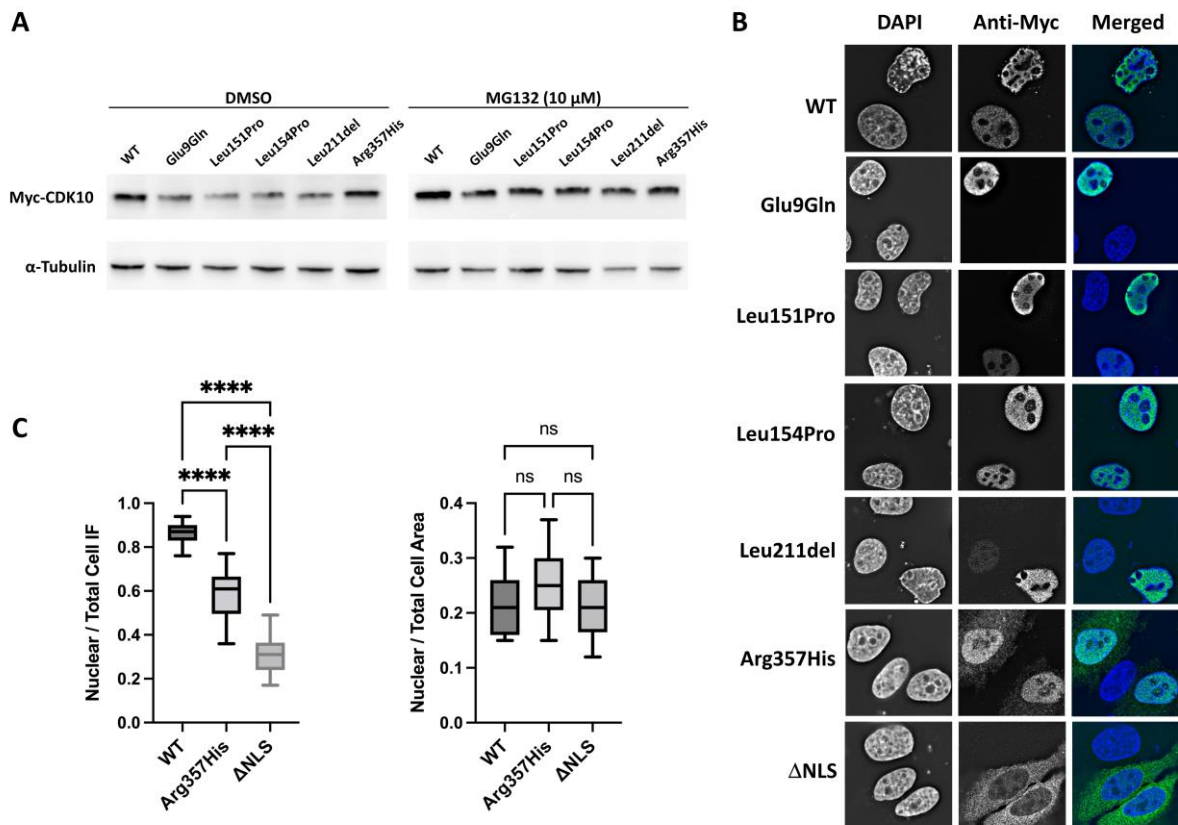 A
DMSO
MG132 (10 μM)
WT Glu9Gln Leu151Pro Leu154Pro Leu211del Arg357His
WT Glu9Gln Leu151Pro Leu154Pro Leu211del Arg357His
Myc-CDK10
α-Tubulin
B
DAPI Anti-Myc Merged
WT
Glu9Gln
Leu151Pro
Leu154Pro
Leu211del
Arg357His
ΔNLS
C
****
****
****
Nuclear / Total Cell IF
1.0
0.8
0.6
0.4
0.2
0.0
WT Arg357His ΔNLS
ns
ns ns
Nuclear / Total Cell Area
0.4
0.3
0.2
0.1
0.0
WT Arg357His ΔNLS